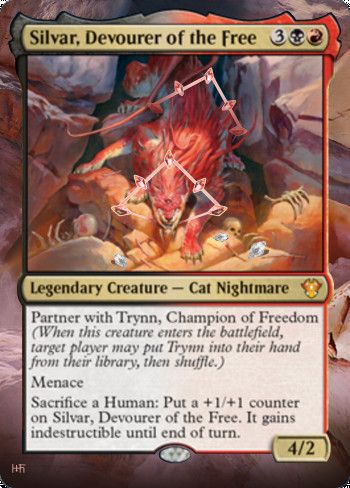 Silvar, Devourer of the Free 3
Legendary Creature — Cat Nightmare
Partner with Trynn, Champion of Freedom
(When this creature enters the battlefield,
target player may put Trynn into their hand
from their library, then shuffle.)
Menace
Sacrifice a Human: Put a +1/+1 counter
on Silvar, Devourer of the Free. It gains
indestructible until end of turn.
4/2